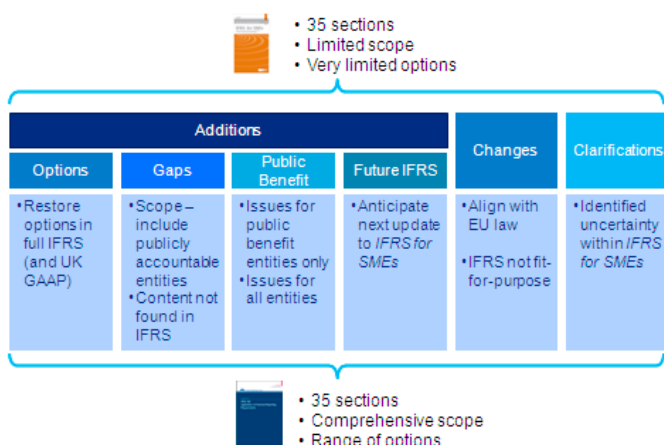 • 35 sections
• Limited scope
• Very limited options
Additions
Changes
Clarifications
Options
Gaps
Public
Benefit
Future IFRS
• Restore
options in
full IFRS
(and UK
GAAP)
• Scope –
include
publicly
accountable
entities
• Content not
found in
IFRS
• Issues for
public
benefit
entities only
• Issues for
all entities
• Anticipate
next update
to IFRS for
SMEs
• Align with
EU law
• IFRS not fit-
for-purpose
• Identified
uncertainty
within IFRS
for SMEs
• 35 sections
• Comprehensive scope
• Range of options